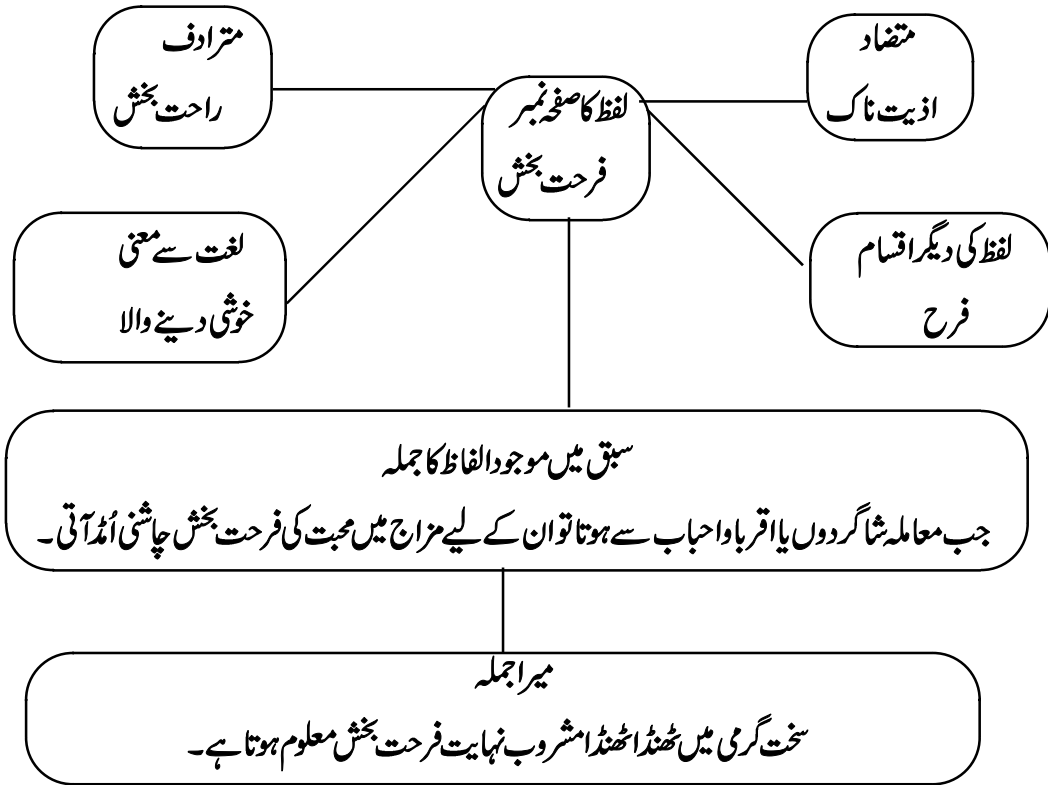 متضاد
اذیت ناک
لفظ کا صفحہ نمبر
فرحت بخش
مترادف
راحت بخش
لفظ کی دیگر اقسام
فرح
لغت سے معنی
خوشی دینے والا
سبق میں موجود الفاظ کا جملہ
جب معاملہ شاگردوں یا اقربا و احباب سے ہوتا تو ان کے لیے مزاج میں محبت کی فرحت بخش چاشنی اُمڈ آتی ۔
میرا جملہ
سخت گرمی میں ٹھنڈا ٹھنڈا مشروب نہایت فرحت بخش معلوم ہوتا ہے ۔